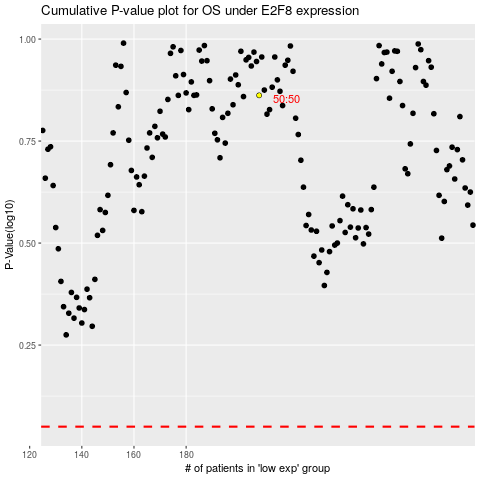 Cumulative P-value plot for OS under E2F8 expression
P-Value(log10)
1.00
0.75
0.50
0.25
50:50
120 140 160 180
# of patients in 'low exp' group